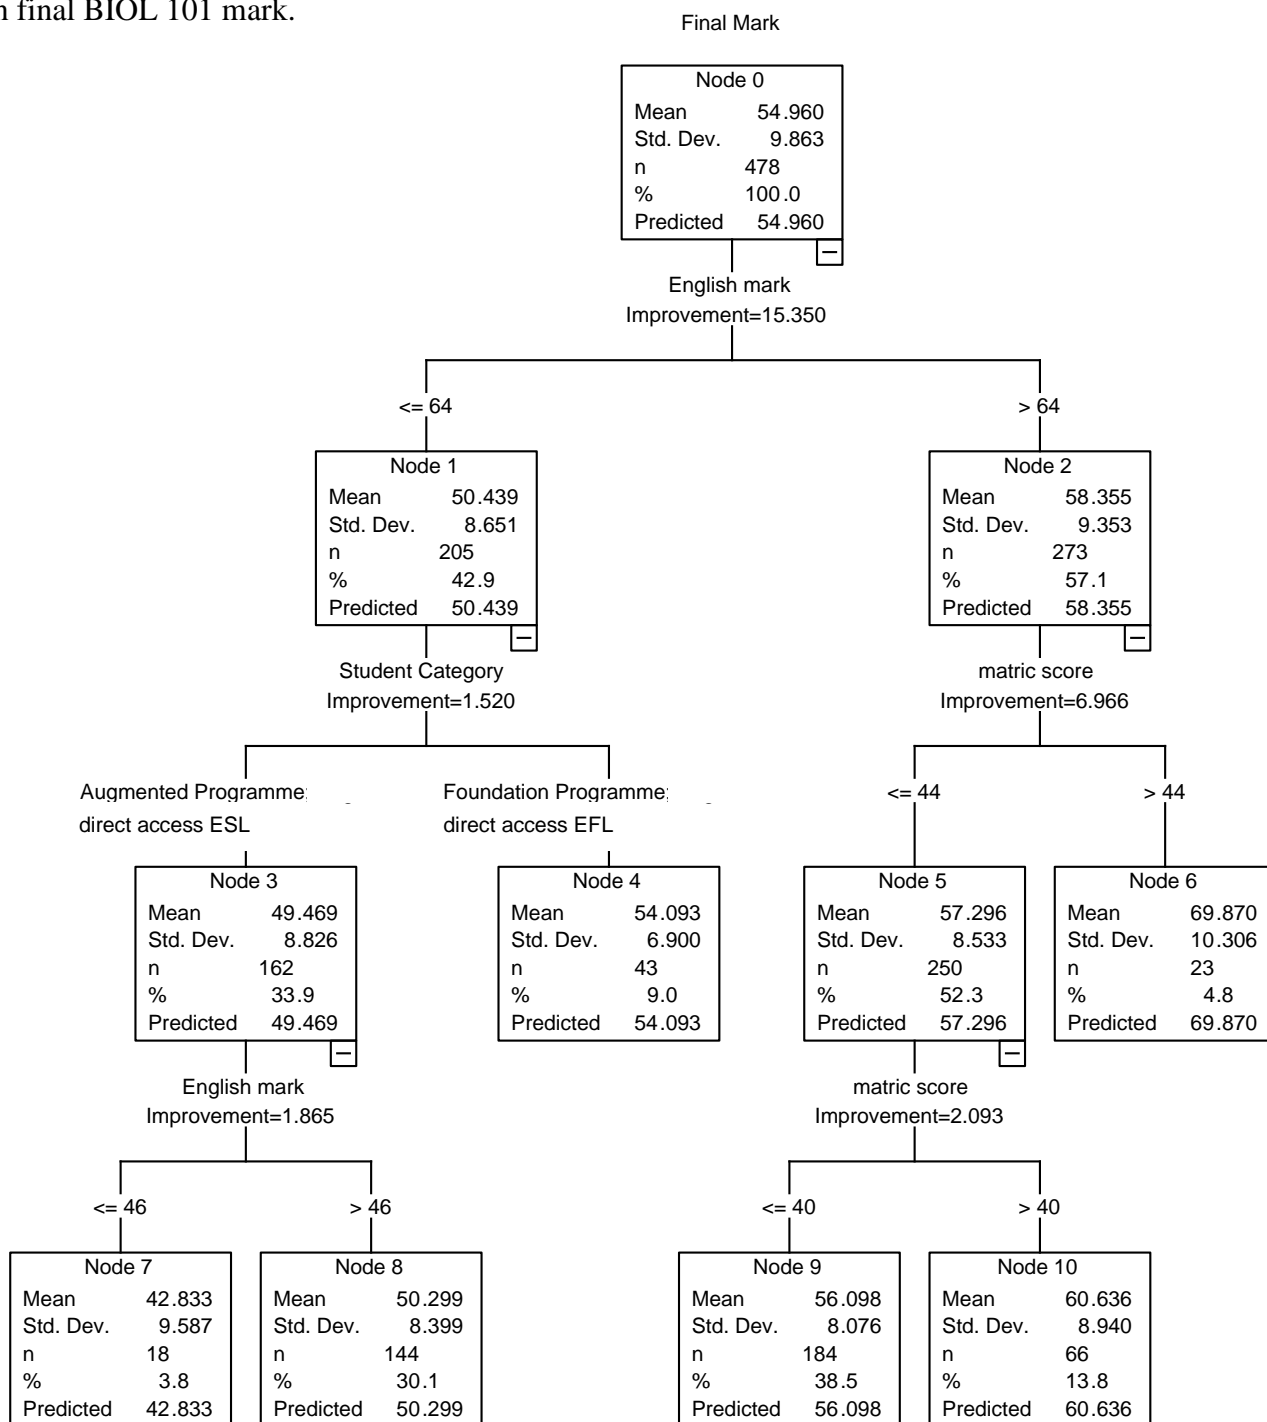 final BIOL 101 mark.
Final Mark
Node 0
Mean 54.960
Std. Dev. 9.863
n 478
% 100.0
Predicted 54.960
English mark
Improvement=15.350
<= 64
> 64
Node 1
Mean 50.439
Std. Dev. 8.651
n 205
% 42.9
Predicted 50.439
Node 2
Mean 58.355
Std. Dev. 9.353
n 273
% 57.1
Predicted 58.355
Student Category
Improvement=1.520
matric score
Improvement=6.966
Augmented Programme;
direct access ESL
Foundation Programme;
direct access EFL
<= 44
> 44
Node 3
Mean 49.469
Std. Dev. 8.826
n 162
% 33.9
Predicted 49.469
Node 4
Mean 54.093
Std. Dev. 6.900
n 43
% 9.0
Predicted 54.093
Node 5
Mean 57.296
Std. Dev. 8.533
n 250
% 52.3
Predicted 57.296
Node 6
Mean 69.870
Std. Dev. 10.306
n 23
% 4.8
Predicted 69.870
English mark
Improvement=1.865
matric score
Improvement=2.093
<= 46
> 46
<= 40
> 40
Node 7
Mean 42.833
Std. Dev. 9.587
n 18
% 3.8
Predicted 42.833
Node 8
Mean 50.299
Std. Dev. 8.399
n 144
% 30.1
Predicted 50.299
Node 9
Mean 56.098
Std. Dev. 8.076
n 184
% 38.5
Predicted 56.098
Node 10
Mean 60.636
Std. Dev. 8.940
n 66
% 13.8
Predicted 60.636